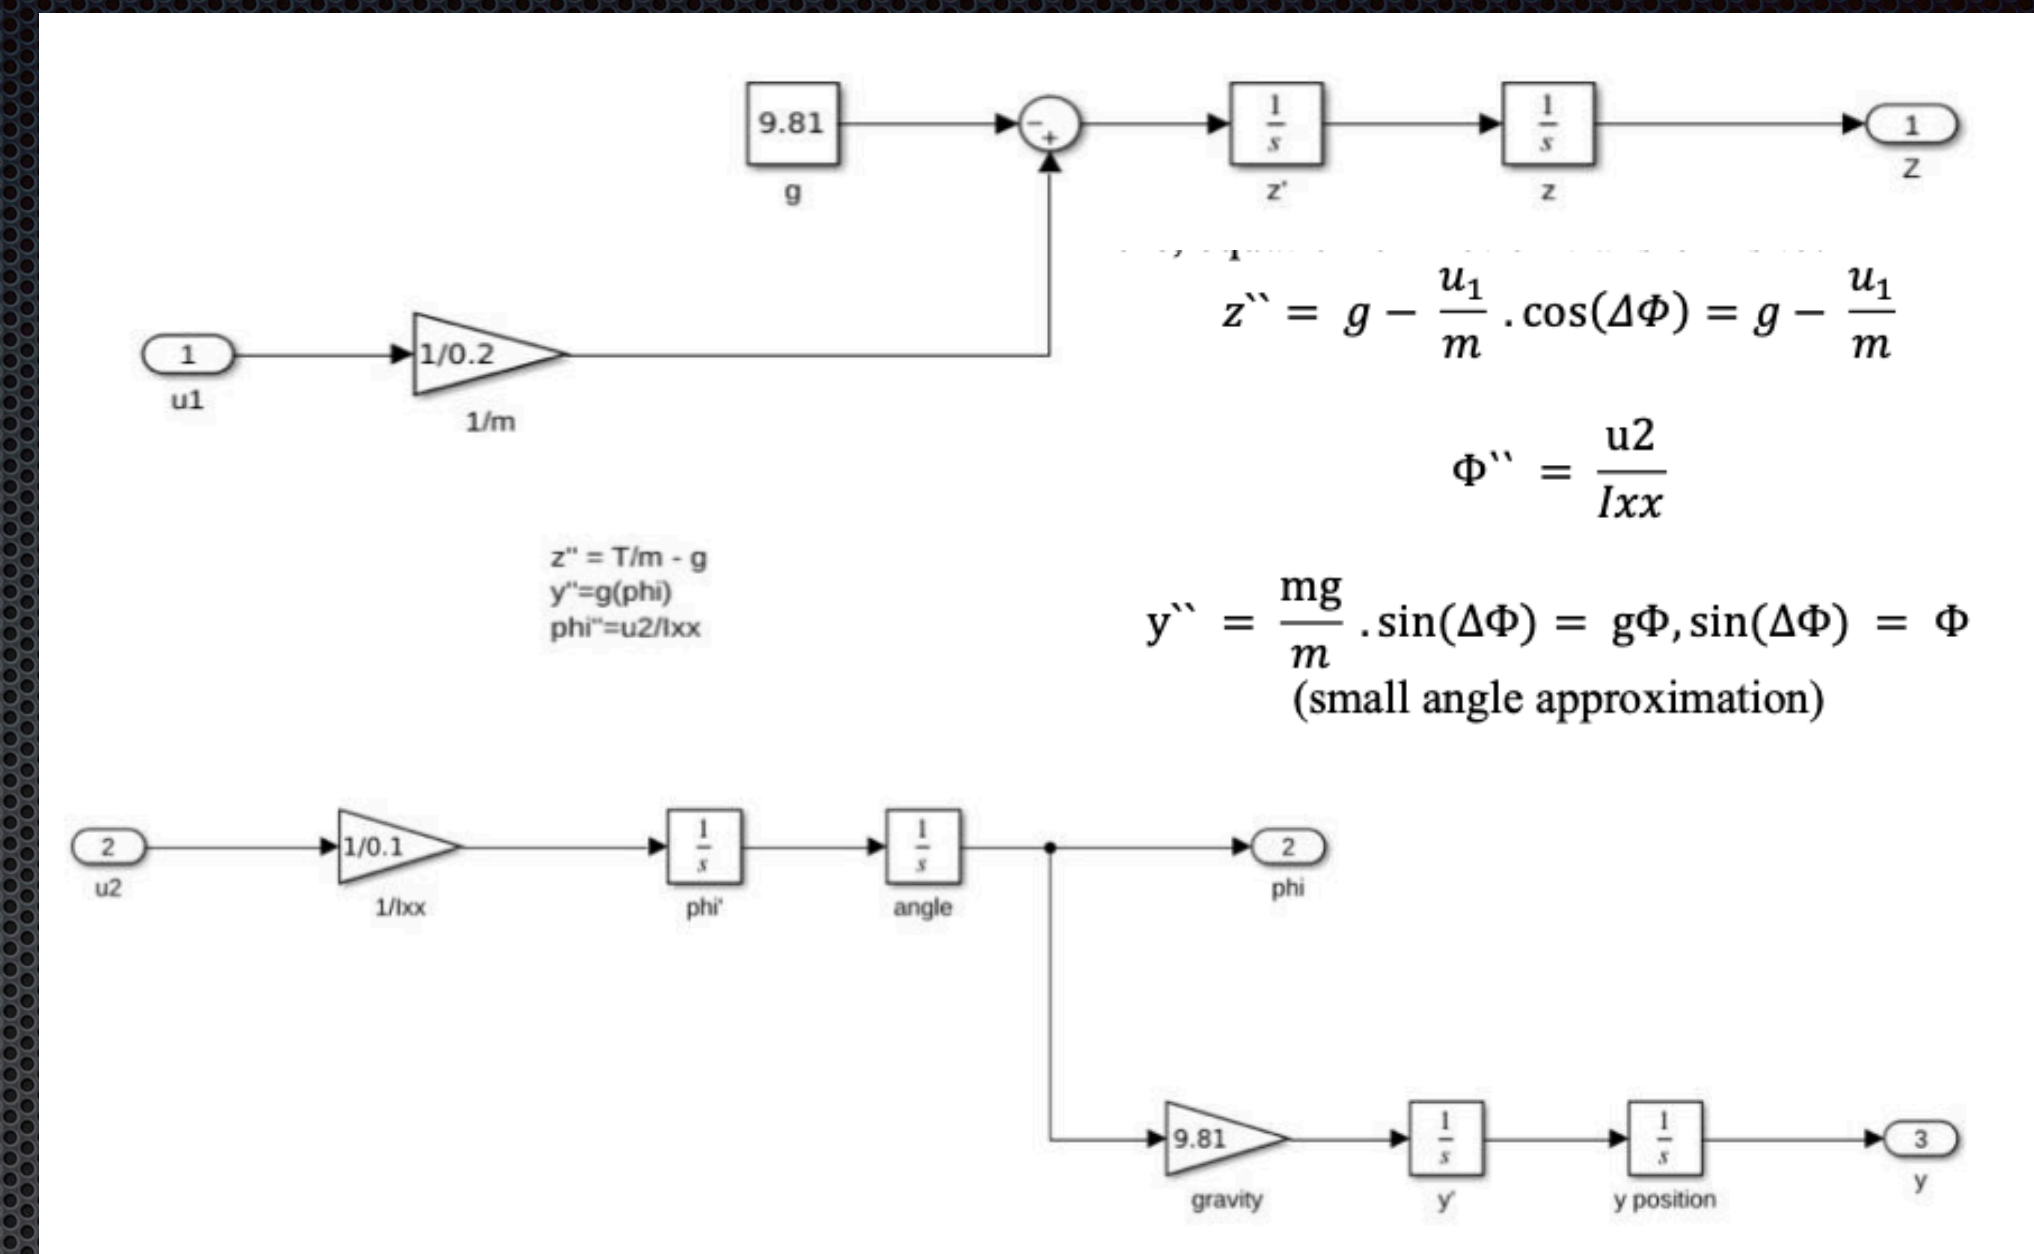 9.81
g
−
+
1/s
z'
1/s
z
1
Z
z`` = g − u₁/m . cos(ΔΦ) = g − u₁/m
1
u1
1/0.2
1/m
Φ`` = u2/Ixx
z" = T/m - g
y"=g(phi)
phi"=u2/Ixx
y`` = mg/m . sin(ΔΦ) = gΦ, sin(ΔΦ) = Φ
(small angle approximation)
2
u2
1/0.1
1/Ixx
1/s
phi'
1/s
angle
2
phi
9.81
gravity
1/s
y'
1/s
y position
3
y